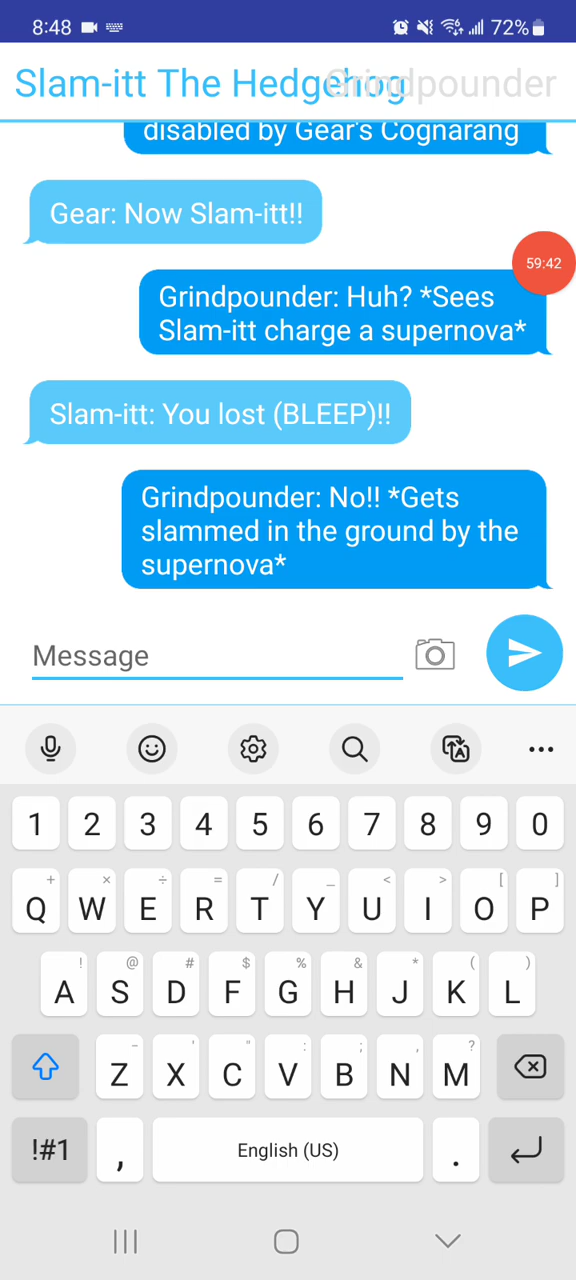 8:48 72%
Slam-itt The Hedgehog Grindpounder
disabled by Gear's Cognarang
Gear: Now Slam-itt!!
59:42
Grindpounder: Huh? *Sees
Slam-itt charge a supernova*
Slam-itt: You lost (BLEEP)!!
Grindpounder: No!! *Gets
slammed in the ground by the
supernova*
Message
1 2 3 4 5 6 7 8 9 0
+ × ÷ = / _ < > [ ]
Q W E R T Y U I O P
! @ # $ % & * ( )
A S D F G H J K L
- ' " : ; , ?
Z X C V B N M
!#1 , English (US) .